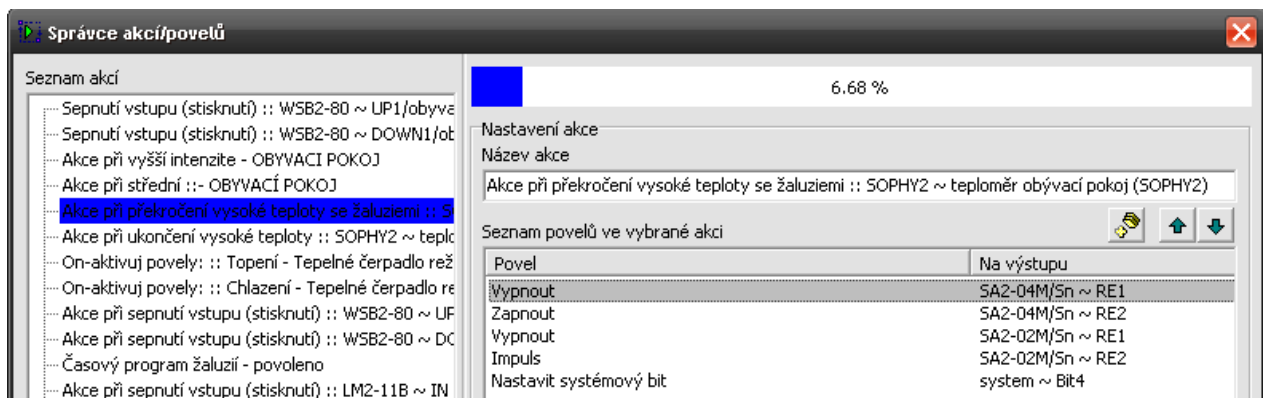 Správce akcí/povelů
Seznam akcí
Sepnutí vstupu (stisknutí) :: WSB2-80 ~ UP1/obyva
Sepnutí vstupu (stisknutí) :: WSB2-80 ~ DOWN1/ob
Akce při vyšší intenzite - OBYVACI POKOJ
Akce při střední ::- OBYVACÍ POKOJ
Akce při překročení vysoké teploty se žaluziemi :: S
Akce při ukončení vysoké teploty :: SOPHY2 ~ teplo
On-aktivuj povely: :: Topení - Tepelné čerpadlo rež
On-aktivuj povely: :: Chlazení - Tepelné čerpadlo re
Akce při sepnutí vstupu (stisknutí) :: WSB2-80 ~ UP
Akce při sepnutí vstupu (stisknutí) :: WSB2-80 ~ DO
Časový program žaluzií - povoleno
Akce při sepnutí vstupu (stisknutí) :: LM2-11B ~ IN
6.68 %
Nastavení akce
Název akce
Akce při překročení vysoké teploty se žaluziemi :: SOPHY2 ~ teploměr obývací pokoj (SOPHY2)
Seznam povelů ve vybrané akci
Povel Na výstupu
Vypnout SA2-04M/Sn ~ RE1
Zapnout SA2-04M/Sn ~ RE2
Vypnout SA2-02M/Sn ~ RE1
Impuls SA2-02M/Sn ~ RE2
Nastavit systémový bit system ~ Bit4